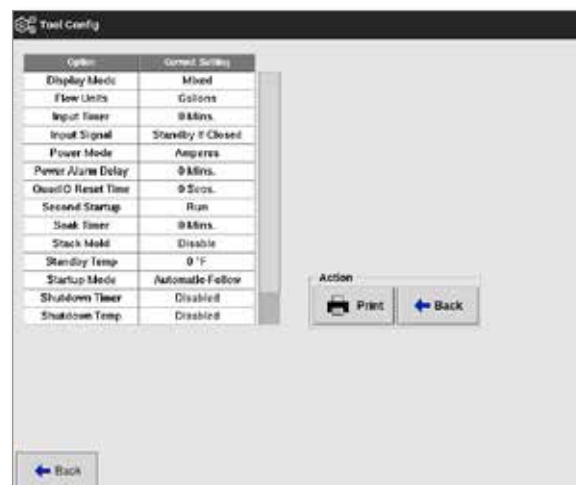 Tool Config
Option Current Setting
Display Mode Mixed
Flow Units Gallons
Input Timer 0 Mins.
Input Signal Standby If Closed
Power Mode Amperes
Power Alarm Delay 0 Mins.
QuadIO Reset Time 0 Secs.
Second Startup Run
Soak Timer 0 Mins.
Stack Mold Disable
Standby Temp 0 °F
Startup Mode Automatic-Follow
Shutdown Timer Disabled
Shutdown Temp Disabled
Action
Print Back
Back